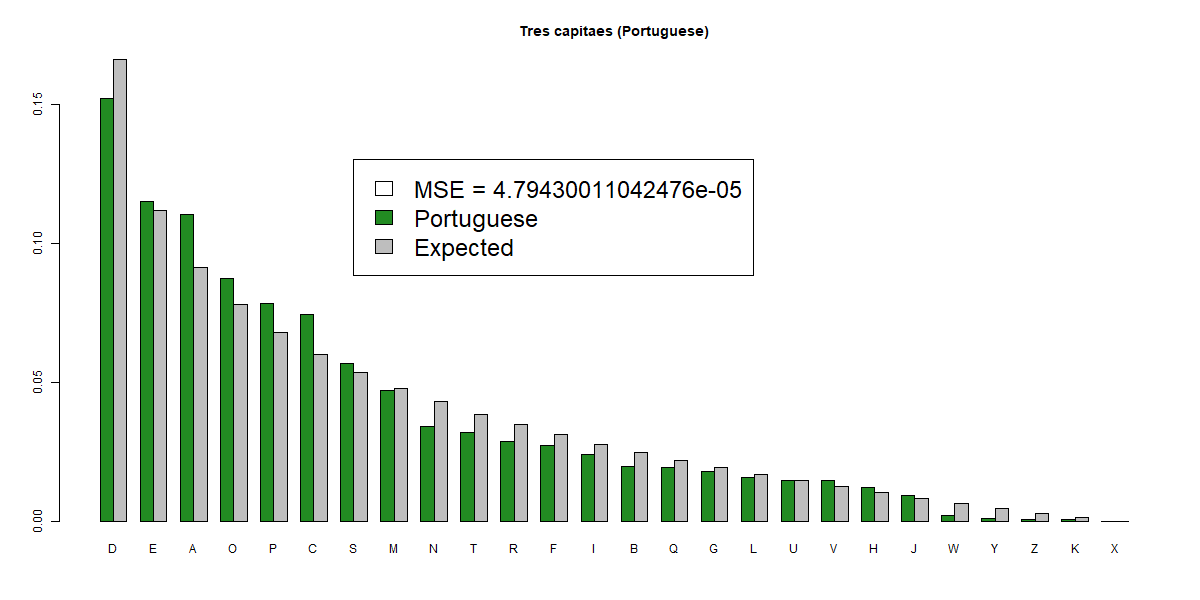 Tres capitaes (Portuguese)
0.15
0.10
0.05
0.00
MSE = 4.79430011042476e-05
Portuguese
Expected
D E A O P C S M N T R F I B Q G L U V H J W Y Z K X